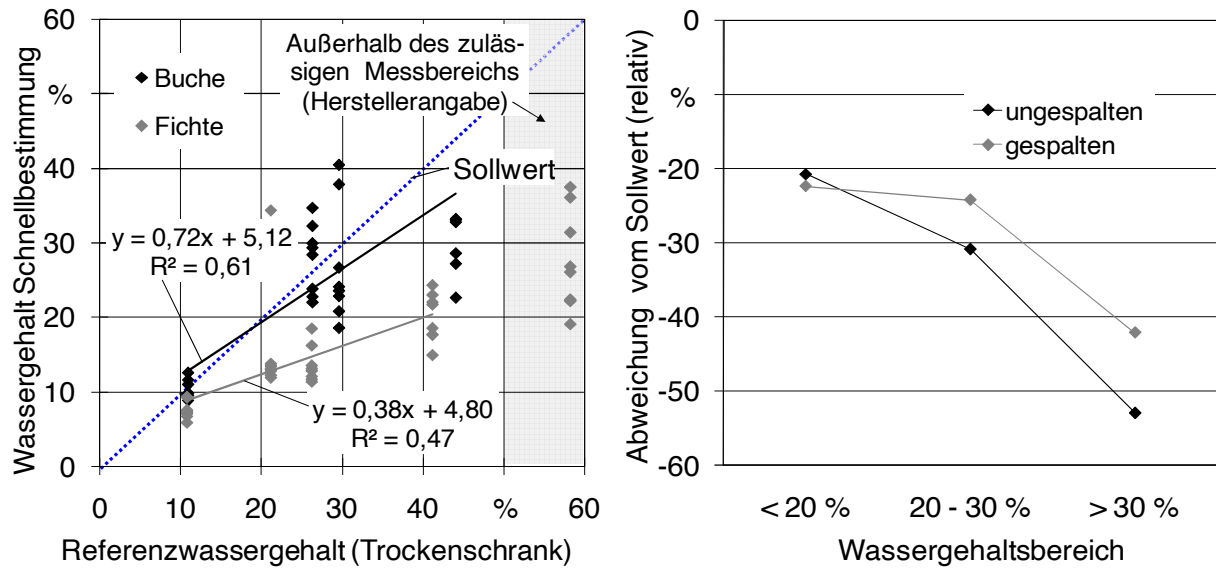 Wassergehalt Schnellbestimmung
60
50
%
40
30
20
10
0
Buche
Fichte
Außerhalb des zuläs-
sigen Messbereichs
(Herstellerangabe)
Sollwert
y = 0,72x + 5,12
R² = 0,61
y = 0,38x + 4,80
R² = 0,47
0 10 20 30 40 % 60
Referenzwassergehalt (Trockenschrank)
Abweichung vom Sollwert (relativ)
0
%
-20
-30
-40
-50
-60
ungespalten
gespalten
< 20 % 20 - 30 % > 30 %
Wassergehaltsbereich